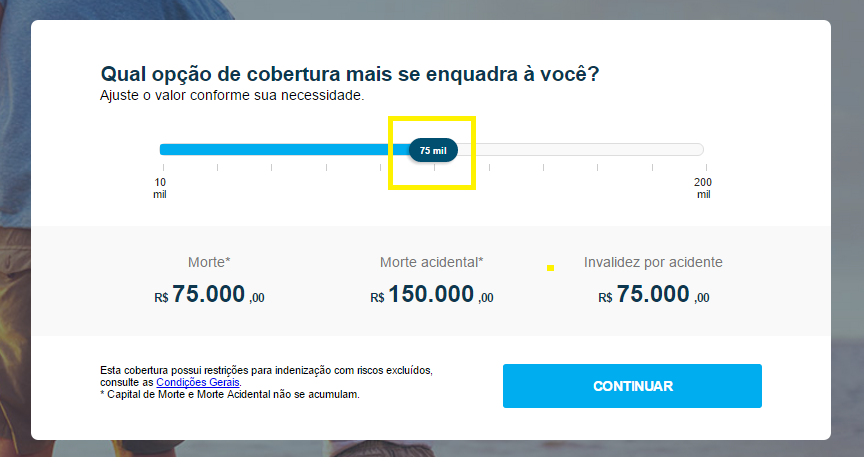 Qual opção de cobertura mais se enquadra à você?
Ajuste o valor conforme sua necessidade.
75 mil
10 mil
200 mil
Morte*
R$ 75.000 ,00
Morte acidental*
R$ 150.000 ,00
Invalidez por acidente
R$ 75.000 ,00
Esta cobertura possui restrições para indenização com riscos excluídos,
consulte as Condições Gerais.
* Capital de Morte e Morte Acidental não se acumulam.
CONTINUAR